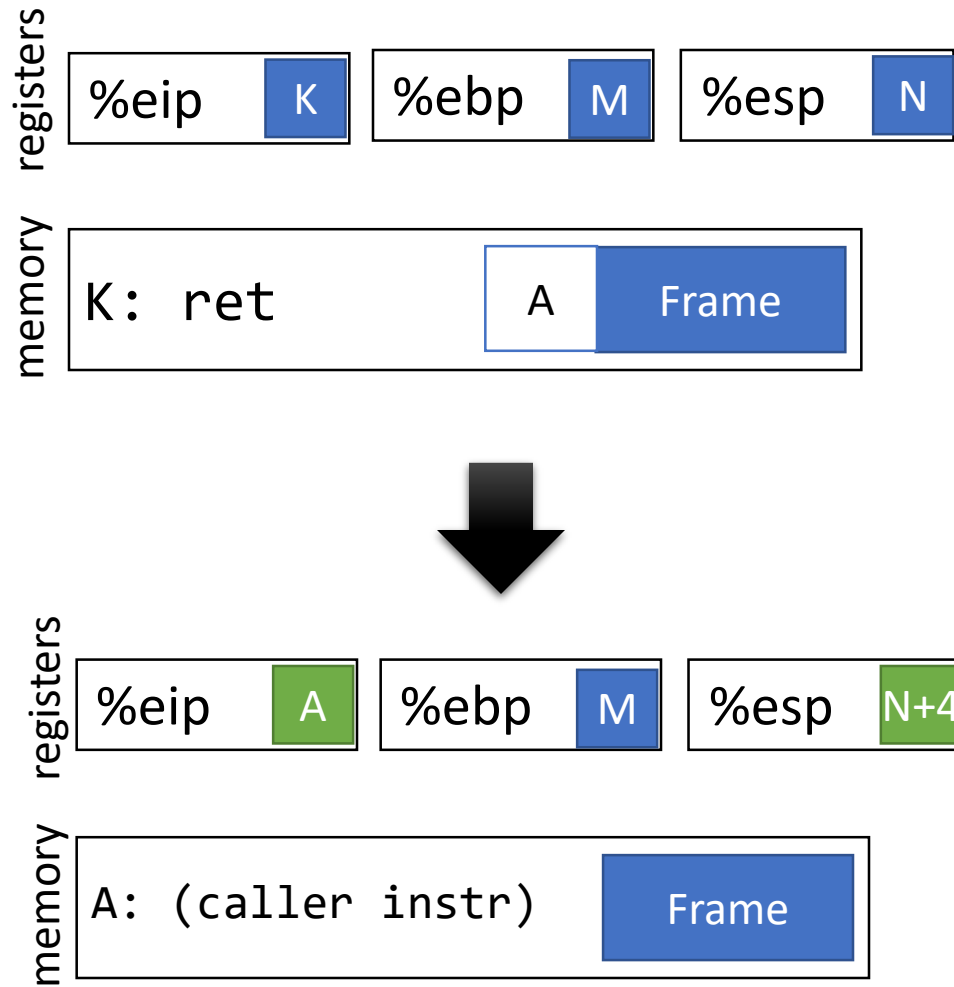 registers
%eip K %ebp M %esp N
memory
K: ret A Frame
registers
%eip A %ebp M %esp N+4
memory
A: (caller instr) Frame